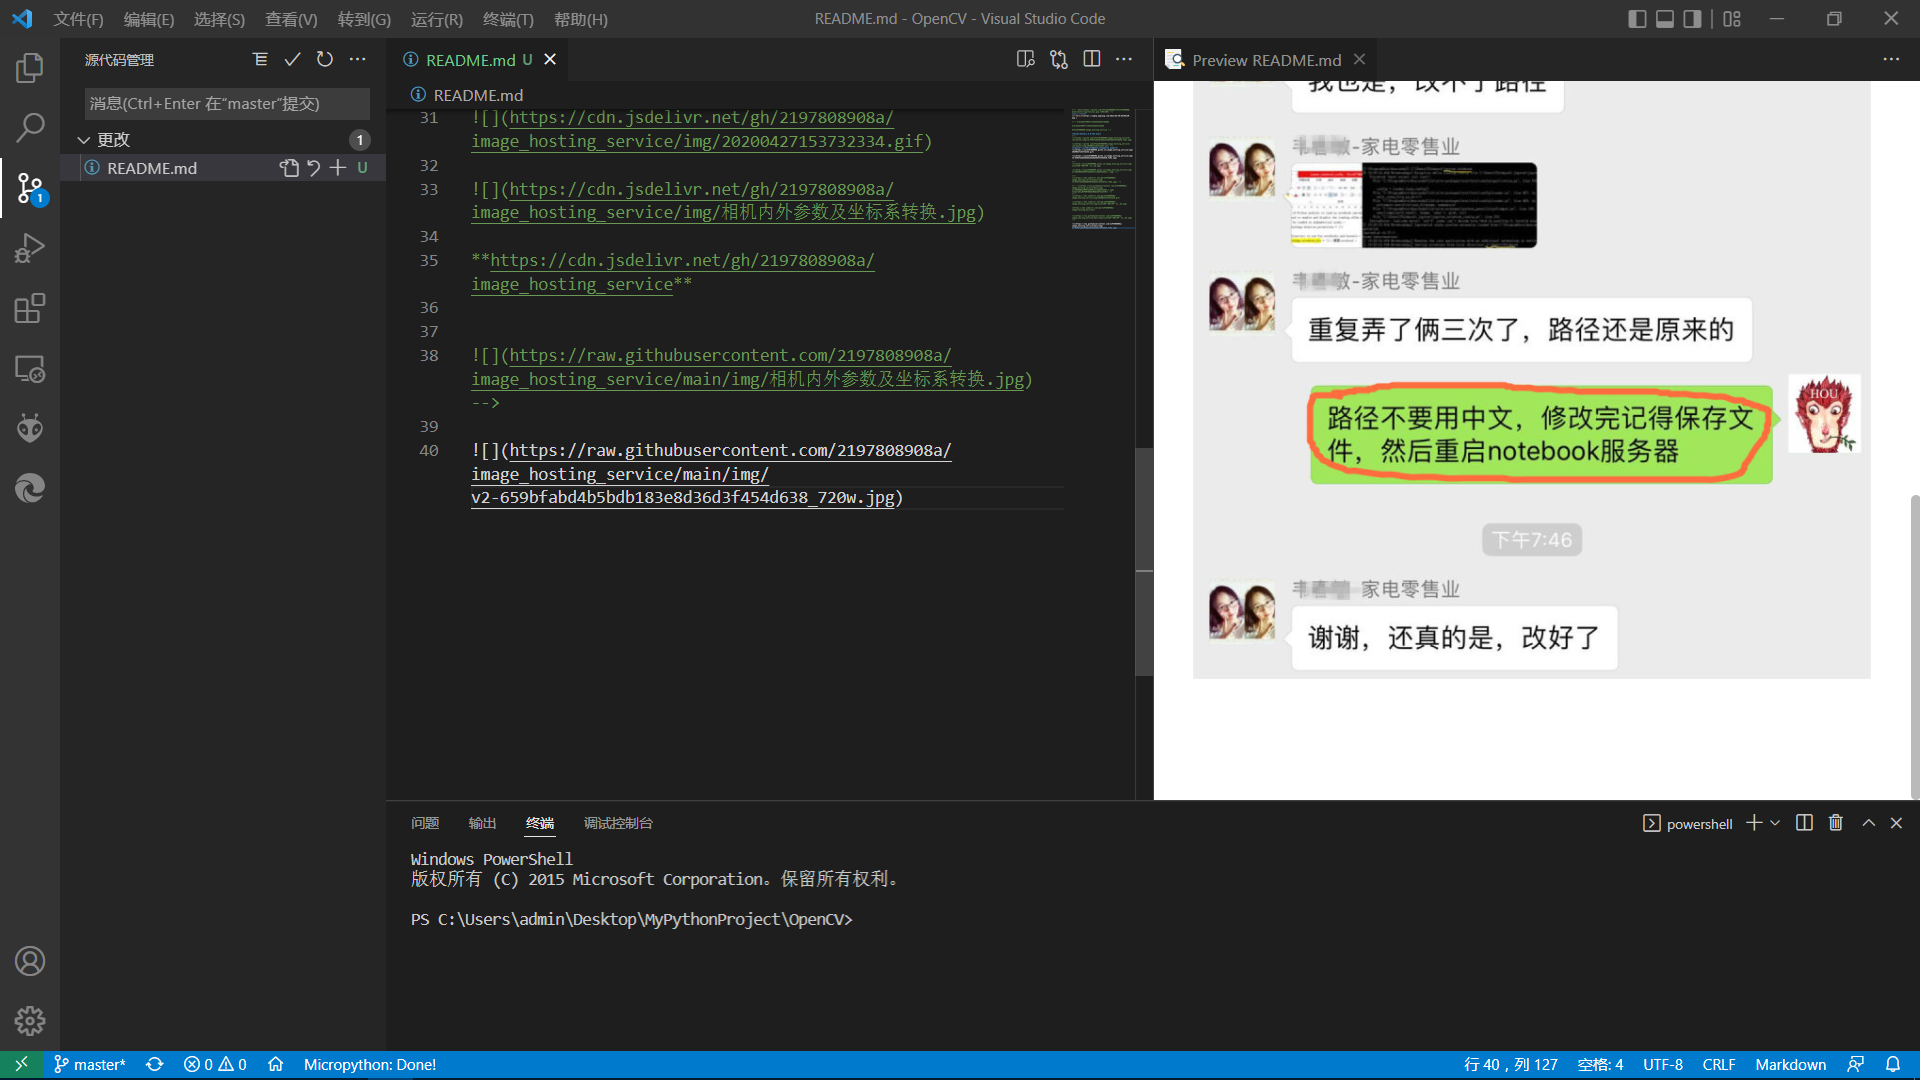 文件(F) 编辑(E) 选择(S) 查看(V) 转到(G) 运行(R) 终端(T) 帮助(H)
README.md - OpenCV - Visual Studio Code
源代码管理
消息(Ctrl+Enter 在"master"提交)
更改 1
README.md U
1
README.md U
README.md
31 ![](https://cdn.jsdelivr.net/gh/2197808908a/
image_hosting_service/img/20200427153732334.gif)
32
33 ![](https://cdn.jsdelivr.net/gh/2197808908a/
image_hosting_service/img/相机内外参数及坐标系转换.jpg)
34
35 **https://cdn.jsdelivr.net/gh/2197808908a/
image_hosting_service**
36
37
38 ![](https://raw.githubusercontent.com/2197808908a/
image_hosting_service/main/img/相机内外参数及坐标系转换.jpg)
-->
39
40 ![](https://raw.githubusercontent.com/2197808908a/
image_hosting_service/main/img/
v2-659bfabd4b5bdb183e8d36d3f454d638_720w.jpg)
Preview README.md
我也是，改不了路径
敏-家电零售业
敏-家电零售业
重复弄了俩三次了，路径还是原来的
路径不要用中文，修改完记得保存文
件，然后重启notebook服务器
HOU
下午7:46
家电零售业
谢谢，还真的是，改好了
问题 输出 终端 调试控制台
powershell
Windows PowerShell
版权所有 (C) 2015 Microsoft Corporation。保留所有权利。
PS C:\Users\admin\Desktop\MyPythonProject\OpenCV>
master* 0 0 Micropython: Done!
行 40，列 127 空格: 4 UTF-8 CRLF Markdown